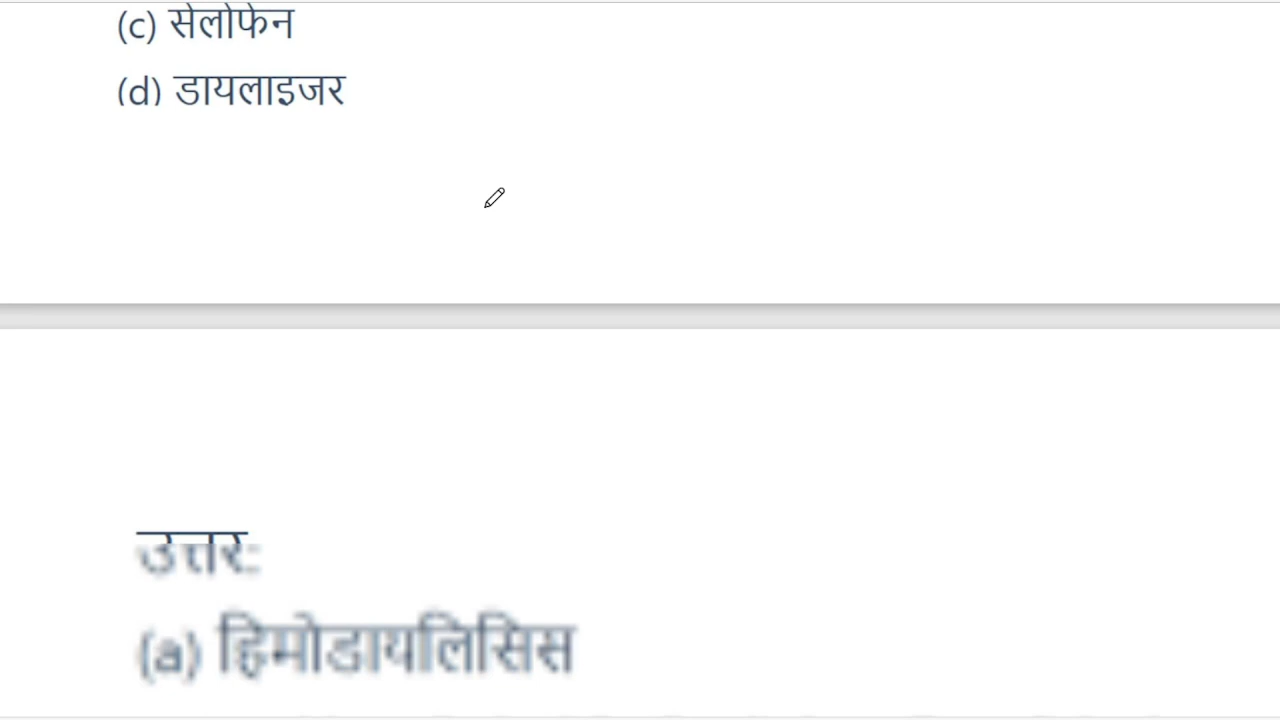 (c) सेलोफेन
(d) डायलाइजर
उत्तर:
(a) हिमोडायलिसिस